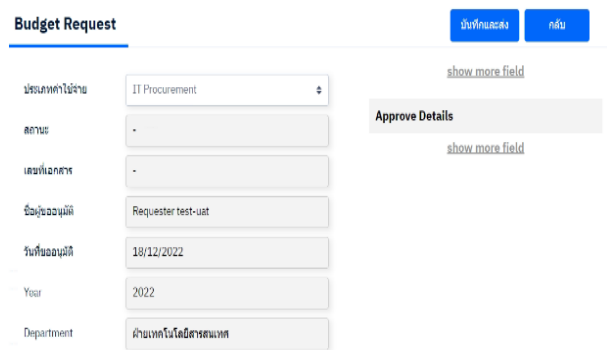 Budget Request
บันทึกและส่ง
กลับ
ประเภทค่าใช้จ่าย
IT Procurement
สถานะ
-
เลขที่เอกสาร
-
ชื่อผู้ขออนุมัติ
Requester test-uat
วันที่ขออนุมัติ
18/12/2022
Year
2022
Department
ฝ่ายเทคโนโลยีสารสนเทศ
show more field
Approve Details
show more field